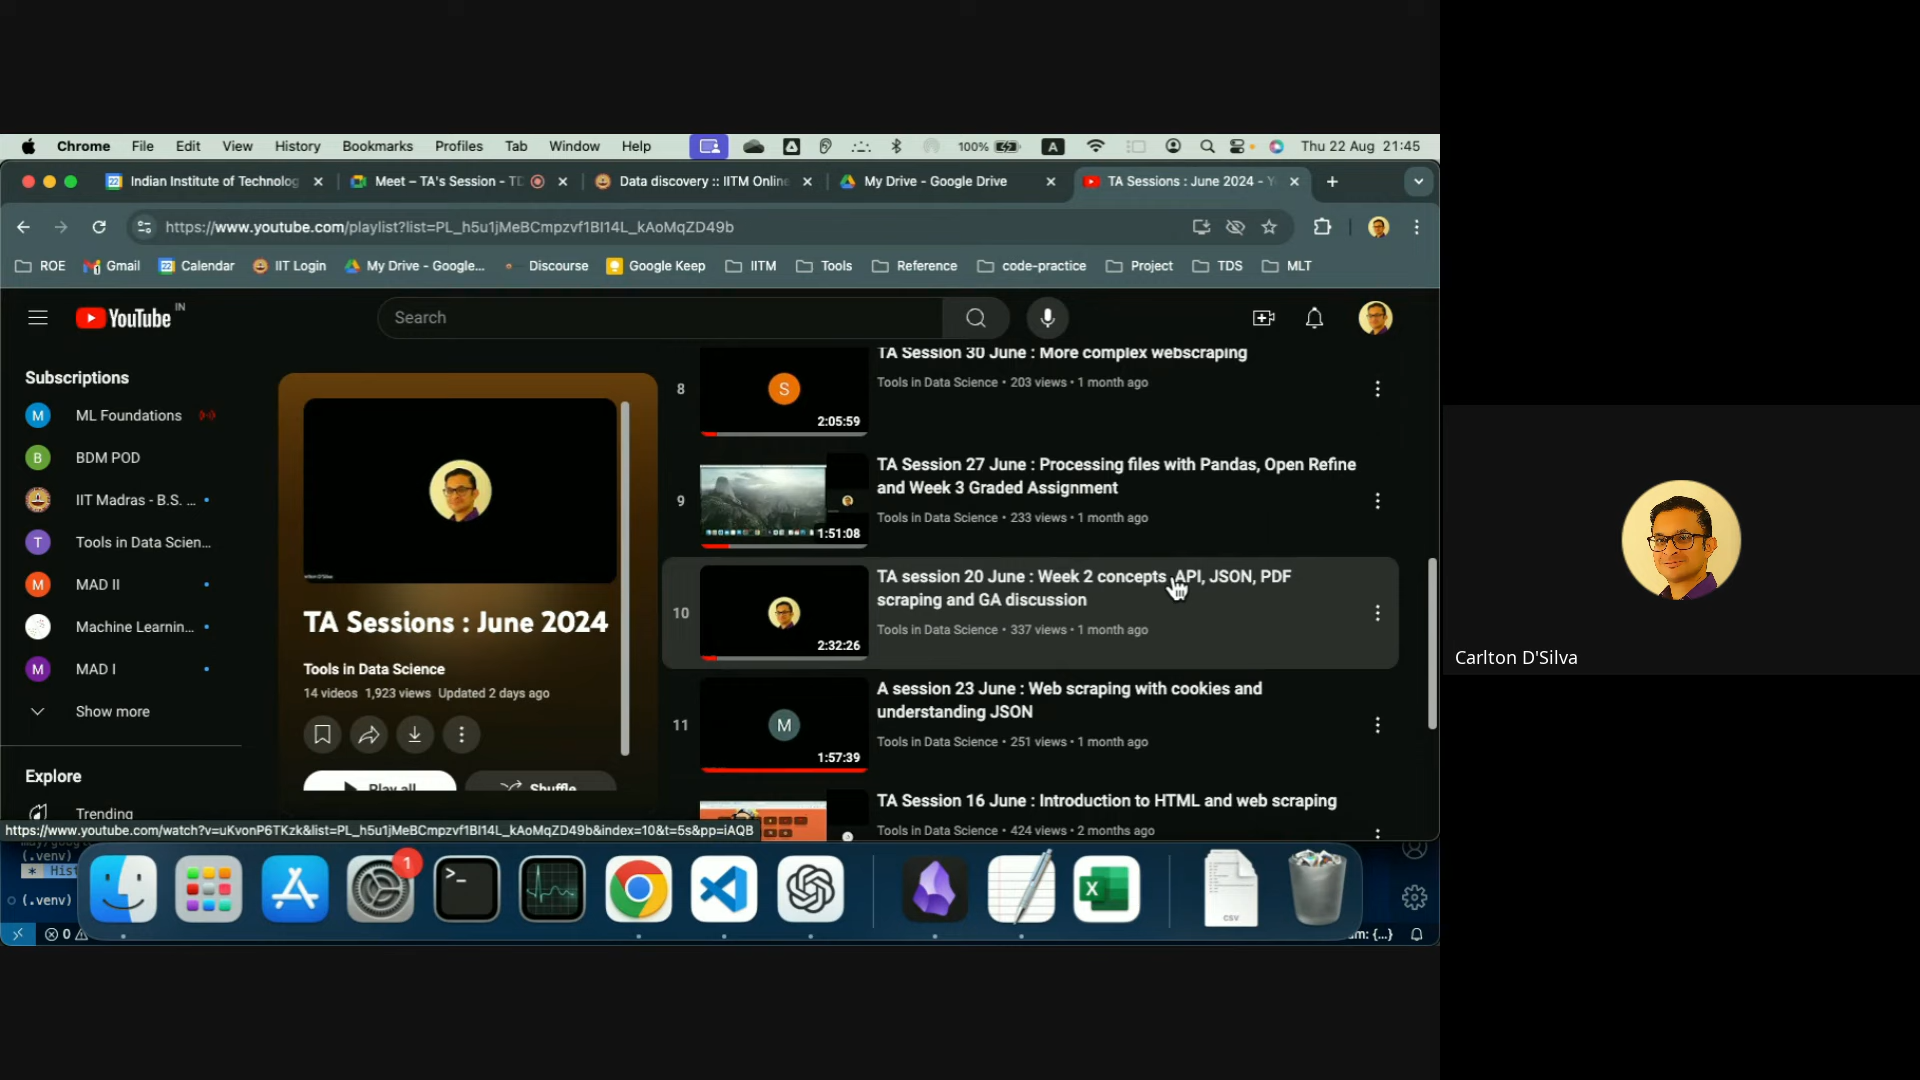 Chrome File Edit View History Bookmarks Profiles Tab Window Help 100% A Thu 22 Aug 21:45
22 Indian Institute of Technolog Meet – TA's Session - TD Data discovery :: IITM Online My Drive - Google Drive TA Sessions : June 2024 - Y
https://www.youtube.com/playlist?list=PL_h5u1jMeBCmpzvf1BI14L_kAoMqZD49b
ROE Gmail 22 Calendar IIT Login My Drive - Google... Discourse Google Keep IITM Tools Reference code-practice Project TDS MLT
YouTube IN
Search
Subscriptions
M ML Foundations
B BDM POD
IIT Madras - B.S. ...
T Tools in Data Scien...
M MAD II
Machine Learnin...
M MAD I
Show more
Explore
Trending
TA Sessions : June 2024
Tools in Data Science
14 videos 1,923 views Updated 2 days ago
Play all Shuffle
8
S
2:05:59
TA Session 30 June : More complex webscraping
Tools in Data Science • 203 views • 1 month ago
9
1:51:08
TA Session 27 June : Processing files with Pandas, Open Refine
and Week 3 Graded Assignment
Tools in Data Science • 233 views • 1 month ago
10
2:32:26
TA session 20 June : Week 2 concepts API, JSON, PDF
scraping and GA discussion
Tools in Data Science • 337 views • 1 month ago
11
M
1:57:39
A session 23 June : Web scraping with cookies and
understanding JSON
Tools in Data Science • 251 views • 1 month ago
TA Session 16 June : Introduction to HTML and web scraping
Tools in Data Science • 424 views • 2 months ago
https://www.youtube.com/watch?v=uKvonP6TKzk&list=PL_h5u1jMeBCmpzvf1BI14L_kAoMqZD49b&index=10&t=5s&pp=iAQB
(.venv)
* Hist
(.venv)
1
>_
X
CSV
0
{...}
Carlton D'Silva